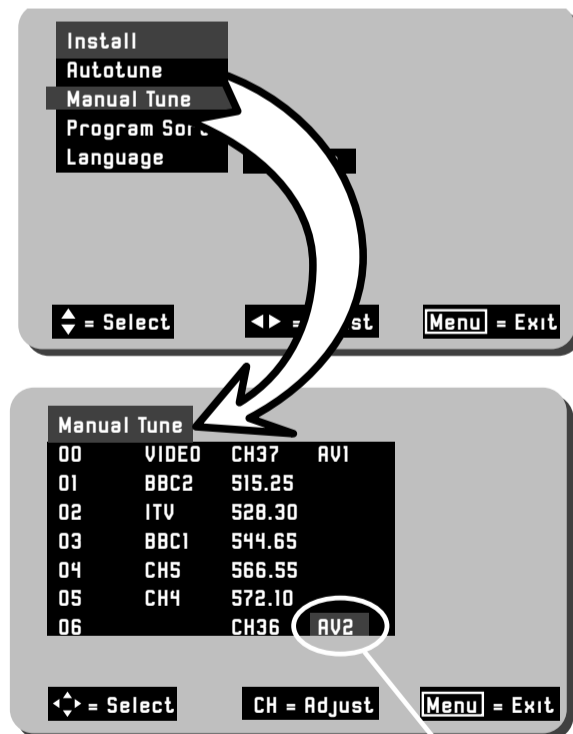 Install
Autotune
Manual Tune
Program
Language
= Select = st Menu = Exit
Manual Tune
00 VIDEO CH37 AV1
01 BBC2 515.25
02 ITV 528.30
03 BBC1 544.65
04 CH5 566.55
05 CH4 572.10
06 CH36 AV2
= Select CH = Adjust Menu = Exit